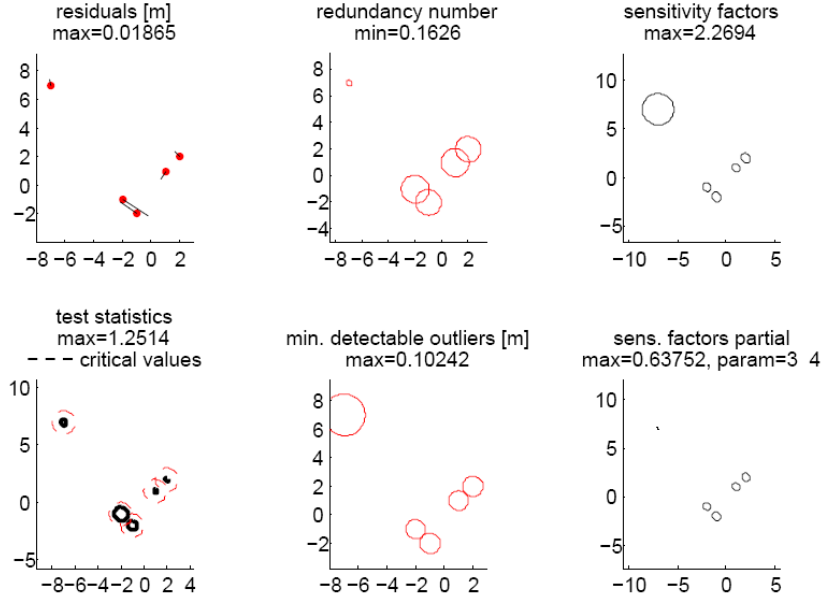 residuals [m]
max=0.01865
8
6
4
2
0
−2
−8 −6 −4 −2 0 2
redundancy number
min=0.1626
8
6
4
2
0
−2
−4
−8 −6 −4 −2 0 2
sensitivity factors
max=2.2694
10
5
0
−5
−10 −5 0 5
test statistics
max=1.2514
− − − critical values
10
5
0
−5
−8 −6 −4 −2 0 2 4
min. detectable outliers [m]
max=0.10242
8
6
4
2
0
−2
−8 −6 −4 −2 0 2
sens. factors partial
max=0.63752, param=3 4
10
5
0
−5
−10 −5 0 5